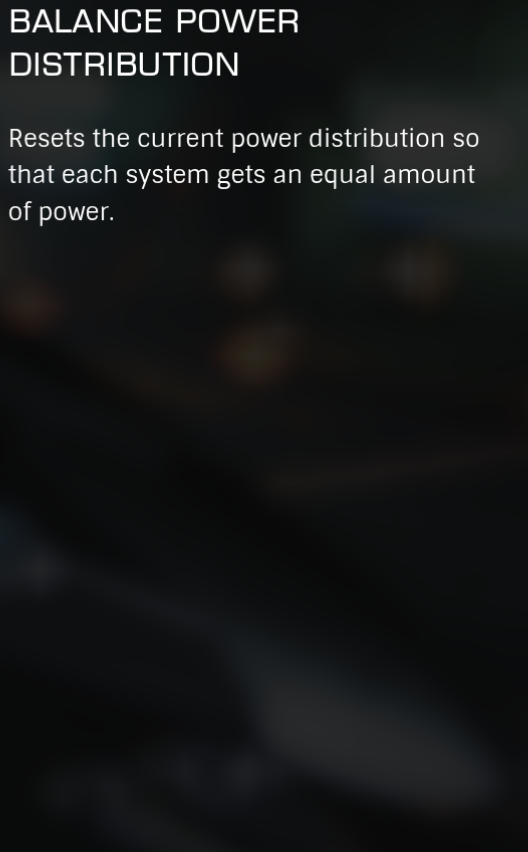 BALANCE POWER
DISTRIBUTION
Resets the current power distribution so
that each system gets an equal amount
of power.